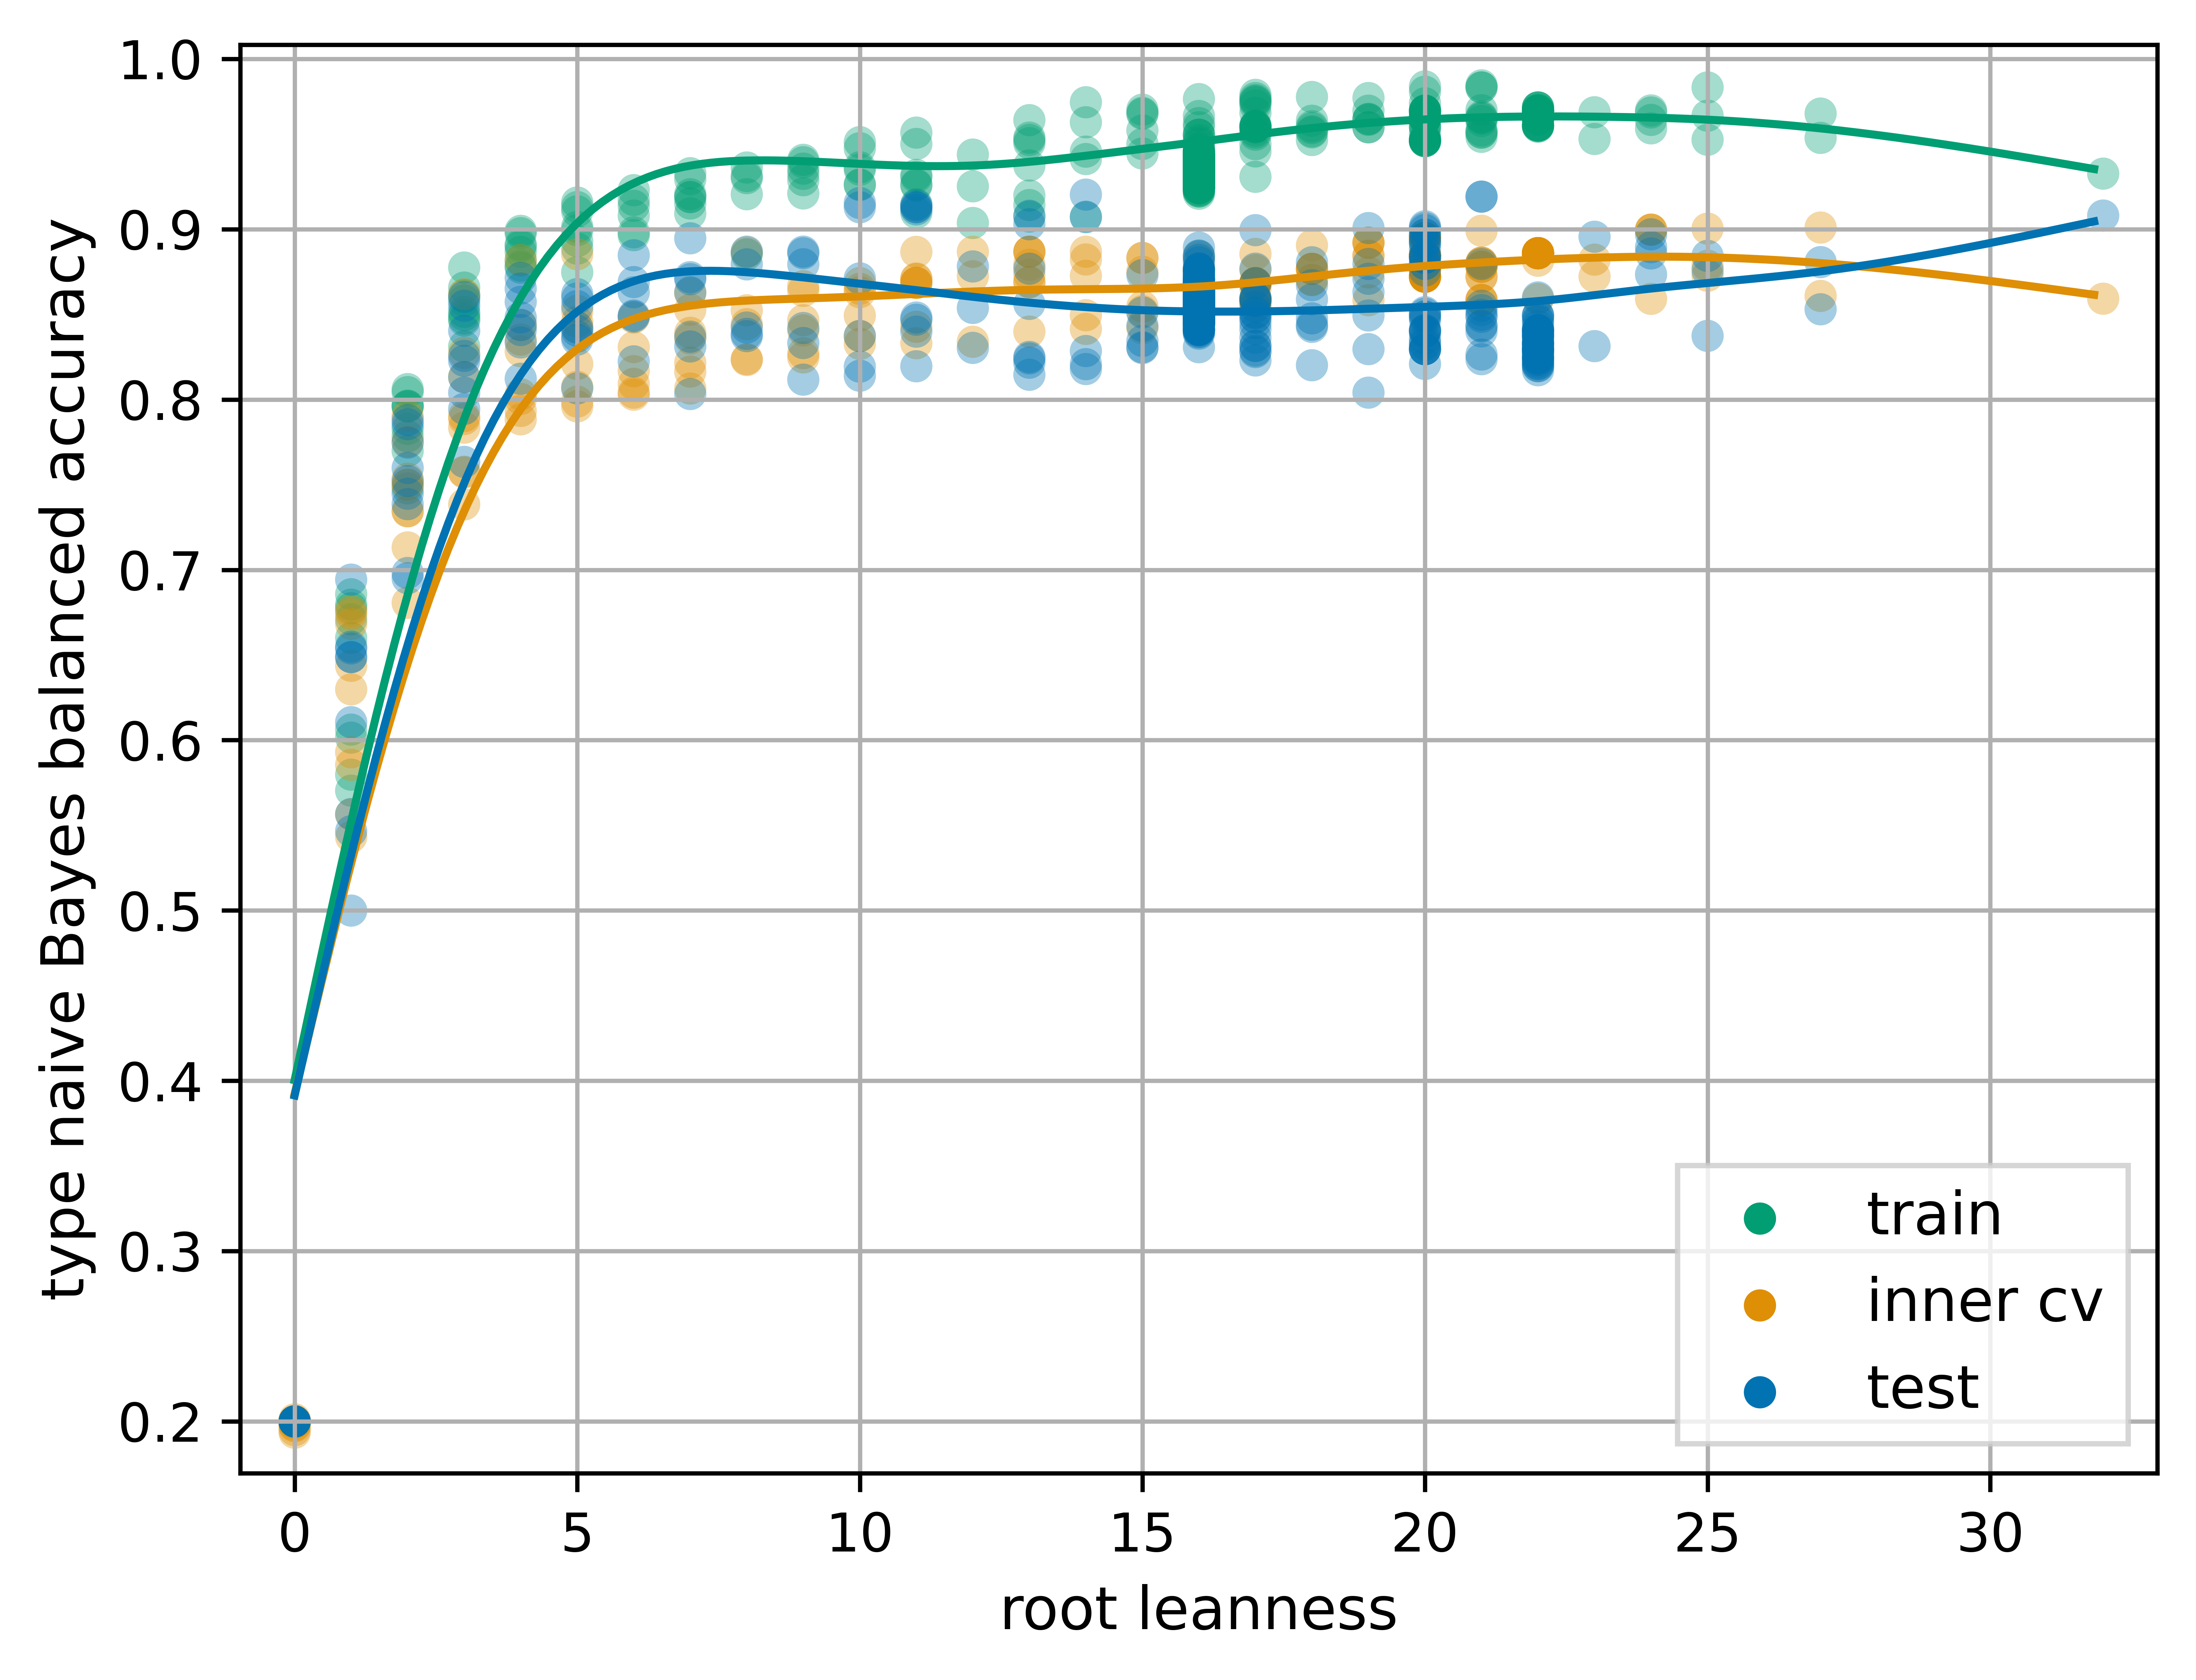 type naive Bayes balanced accuracy
1.0
0.9
0.8
0.7
0.6
0.5
0.4
0.3
0.2
train
inner cv
test
0 5 10 15 20 25 30
root leanness